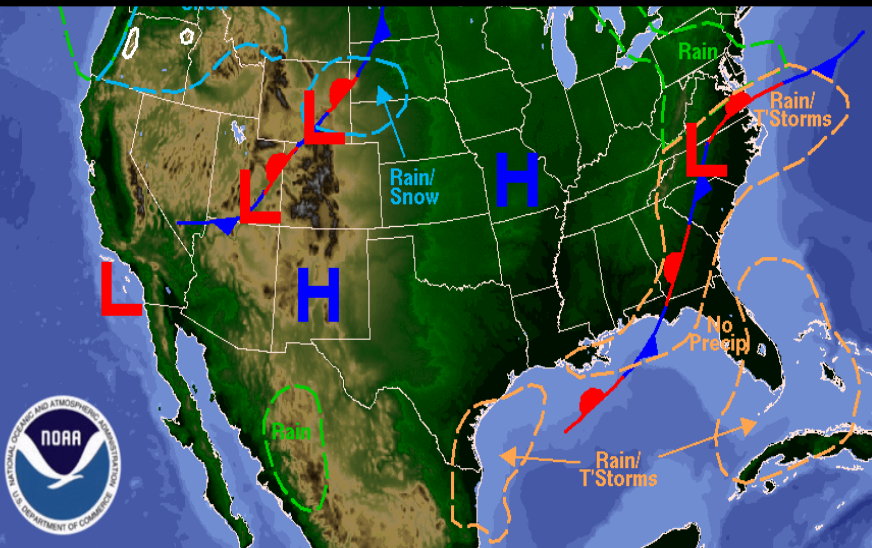 Snow
Rain
L
Rain/
T'Storms
L
Rain/
Snow
H
L
L
H
No
Precip
Rain
Rain/
T'Storms
NATIONAL OCEANIC AND ATMOSPHERIC ADMINISTRATION
NOAA
U.S. DEPARTMENT OF COMMERCE